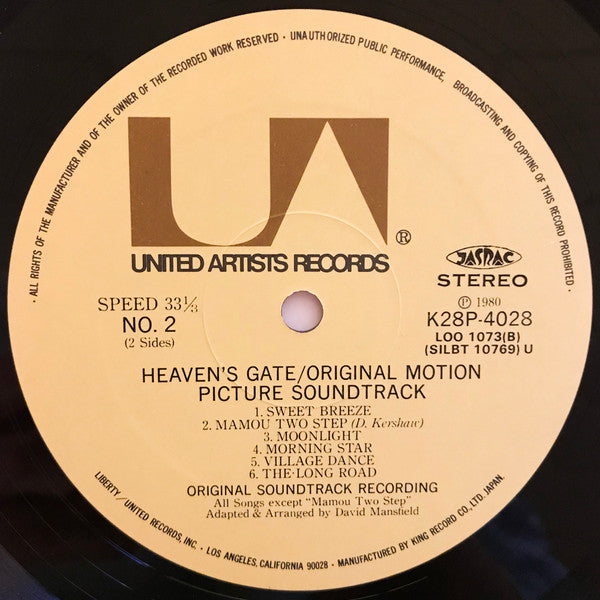 · ALL RIGHTS OF THE MANUFACTURER AND OF THE OWNER OF THE RECORDED WORK RESERVED · UNAUTHORIZED PUBLIC PERFORMANCE, BROADCASTING AND COPYING OF THIS RECORD PROHIBITED ·
UA
®
UNITED ARTISTS RECORDS
JASRAC
SPEED 33⅓
STEREO
NO. 2
Ⓟ 1980
(2 Sides)
K28P-4028
LOO 1073(B)
(SILBT 10769) U
HEAVEN'S GATE/ORIGINAL MOTION
PICTURE SOUNDTRACK
1. SWEET BREEZE
2. MAMOU TWO STEP (D. Kershaw)
3. MOONLIGHT
4. MORNING STAR
5. VILLAGE DANCE
6. THE LONG ROAD
ORIGINAL SOUNDTRACK RECORDING
All Songs except "Mamou Two Step"
Adapted & Arranged by David Mansfield
LIBERTY/UNITED RECORDS, INC. · LOS ANGELES, CALIFORNIA 90028 · MANUFACTURED BY KING RECORD CO., LTD. JAPAN.